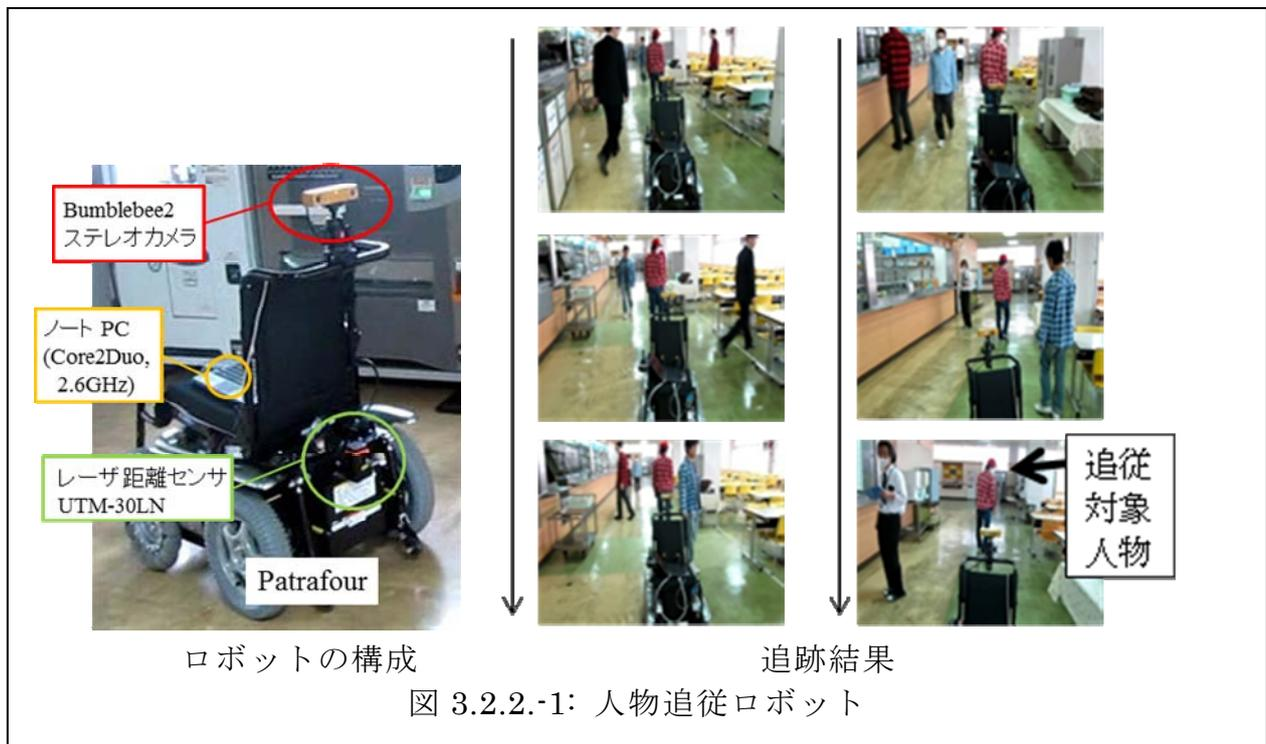 Bumblebee2
ステレオカメラ
ノート PC
(Core2Duo,
2.6GHz)
レーザ距離センサ
UTM-30LN
Patrafour
追従
対象
人物
ロボットの構成
追跡結果
図 3.2.2.-1: 人物追従ロボット